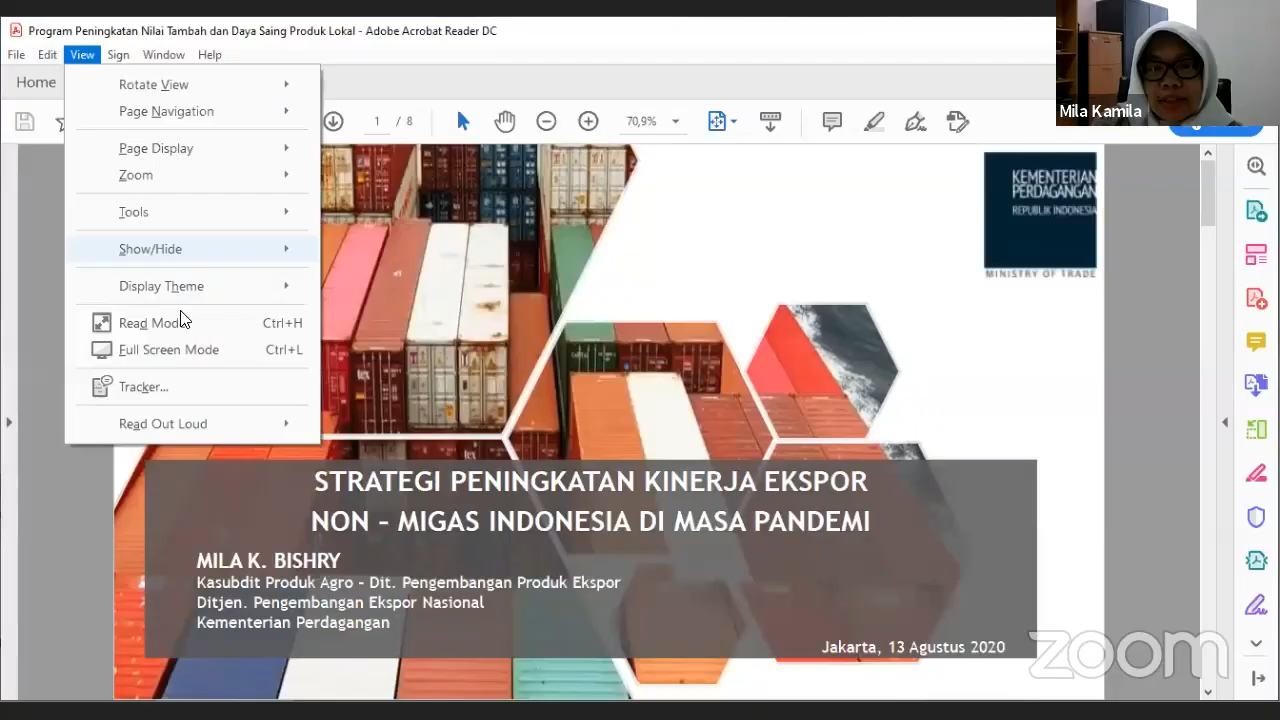 Program Peningkatan Nilai Tambah dan Daya Saing Produk Lokal - Adobe Acrobat Reader DC
File Edit View Sign Window Help
Home
1 / 8
70,9%
Rotate View
Page Navigation
Page Display
Zoom
Tools
Show/Hide
Display Theme
Read Mode Ctrl+H
Full Screen Mode Ctrl+L
Tracker...
Read Out Loud
Mila Kamila
KEMENTERIAN
PERDAGANGAN
REPUBLIK INDONESIA
MINISTRY OF TRADE
STRATEGI PENINGKATAN KINERJA EKSPOR
NON – MIGAS INDONESIA DI MASA PANDEMI
MILA K. BISHRY
Kasubdit Produk Agro – Dit. Pengembangan Produk Ekspor
Ditjen. Pengembangan Ekspor Nasional
Kementerian Perdagangan
Jakarta, 13 Agustus 2020
zoom